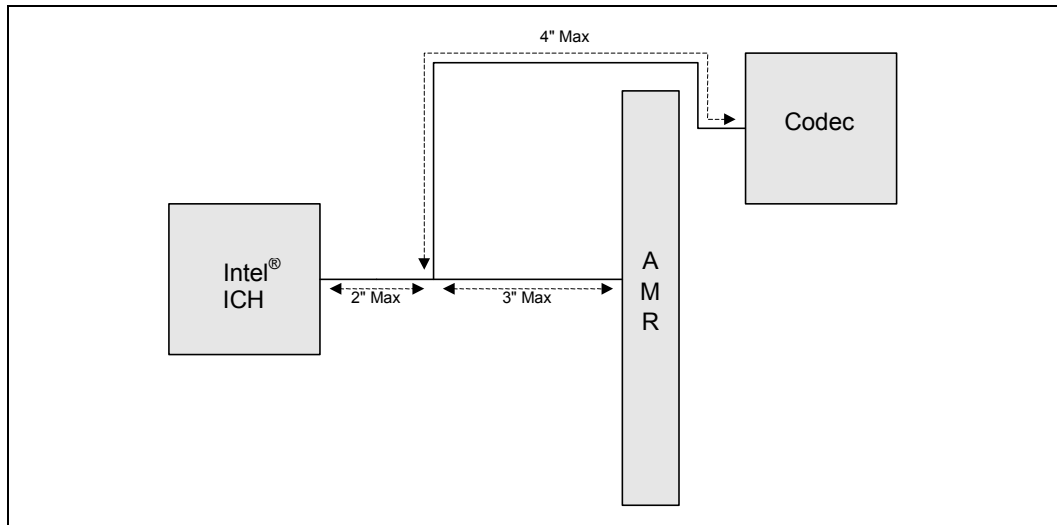 4" Max
Codec
Intel®
ICH
2" Max
3" Max
A
M
R